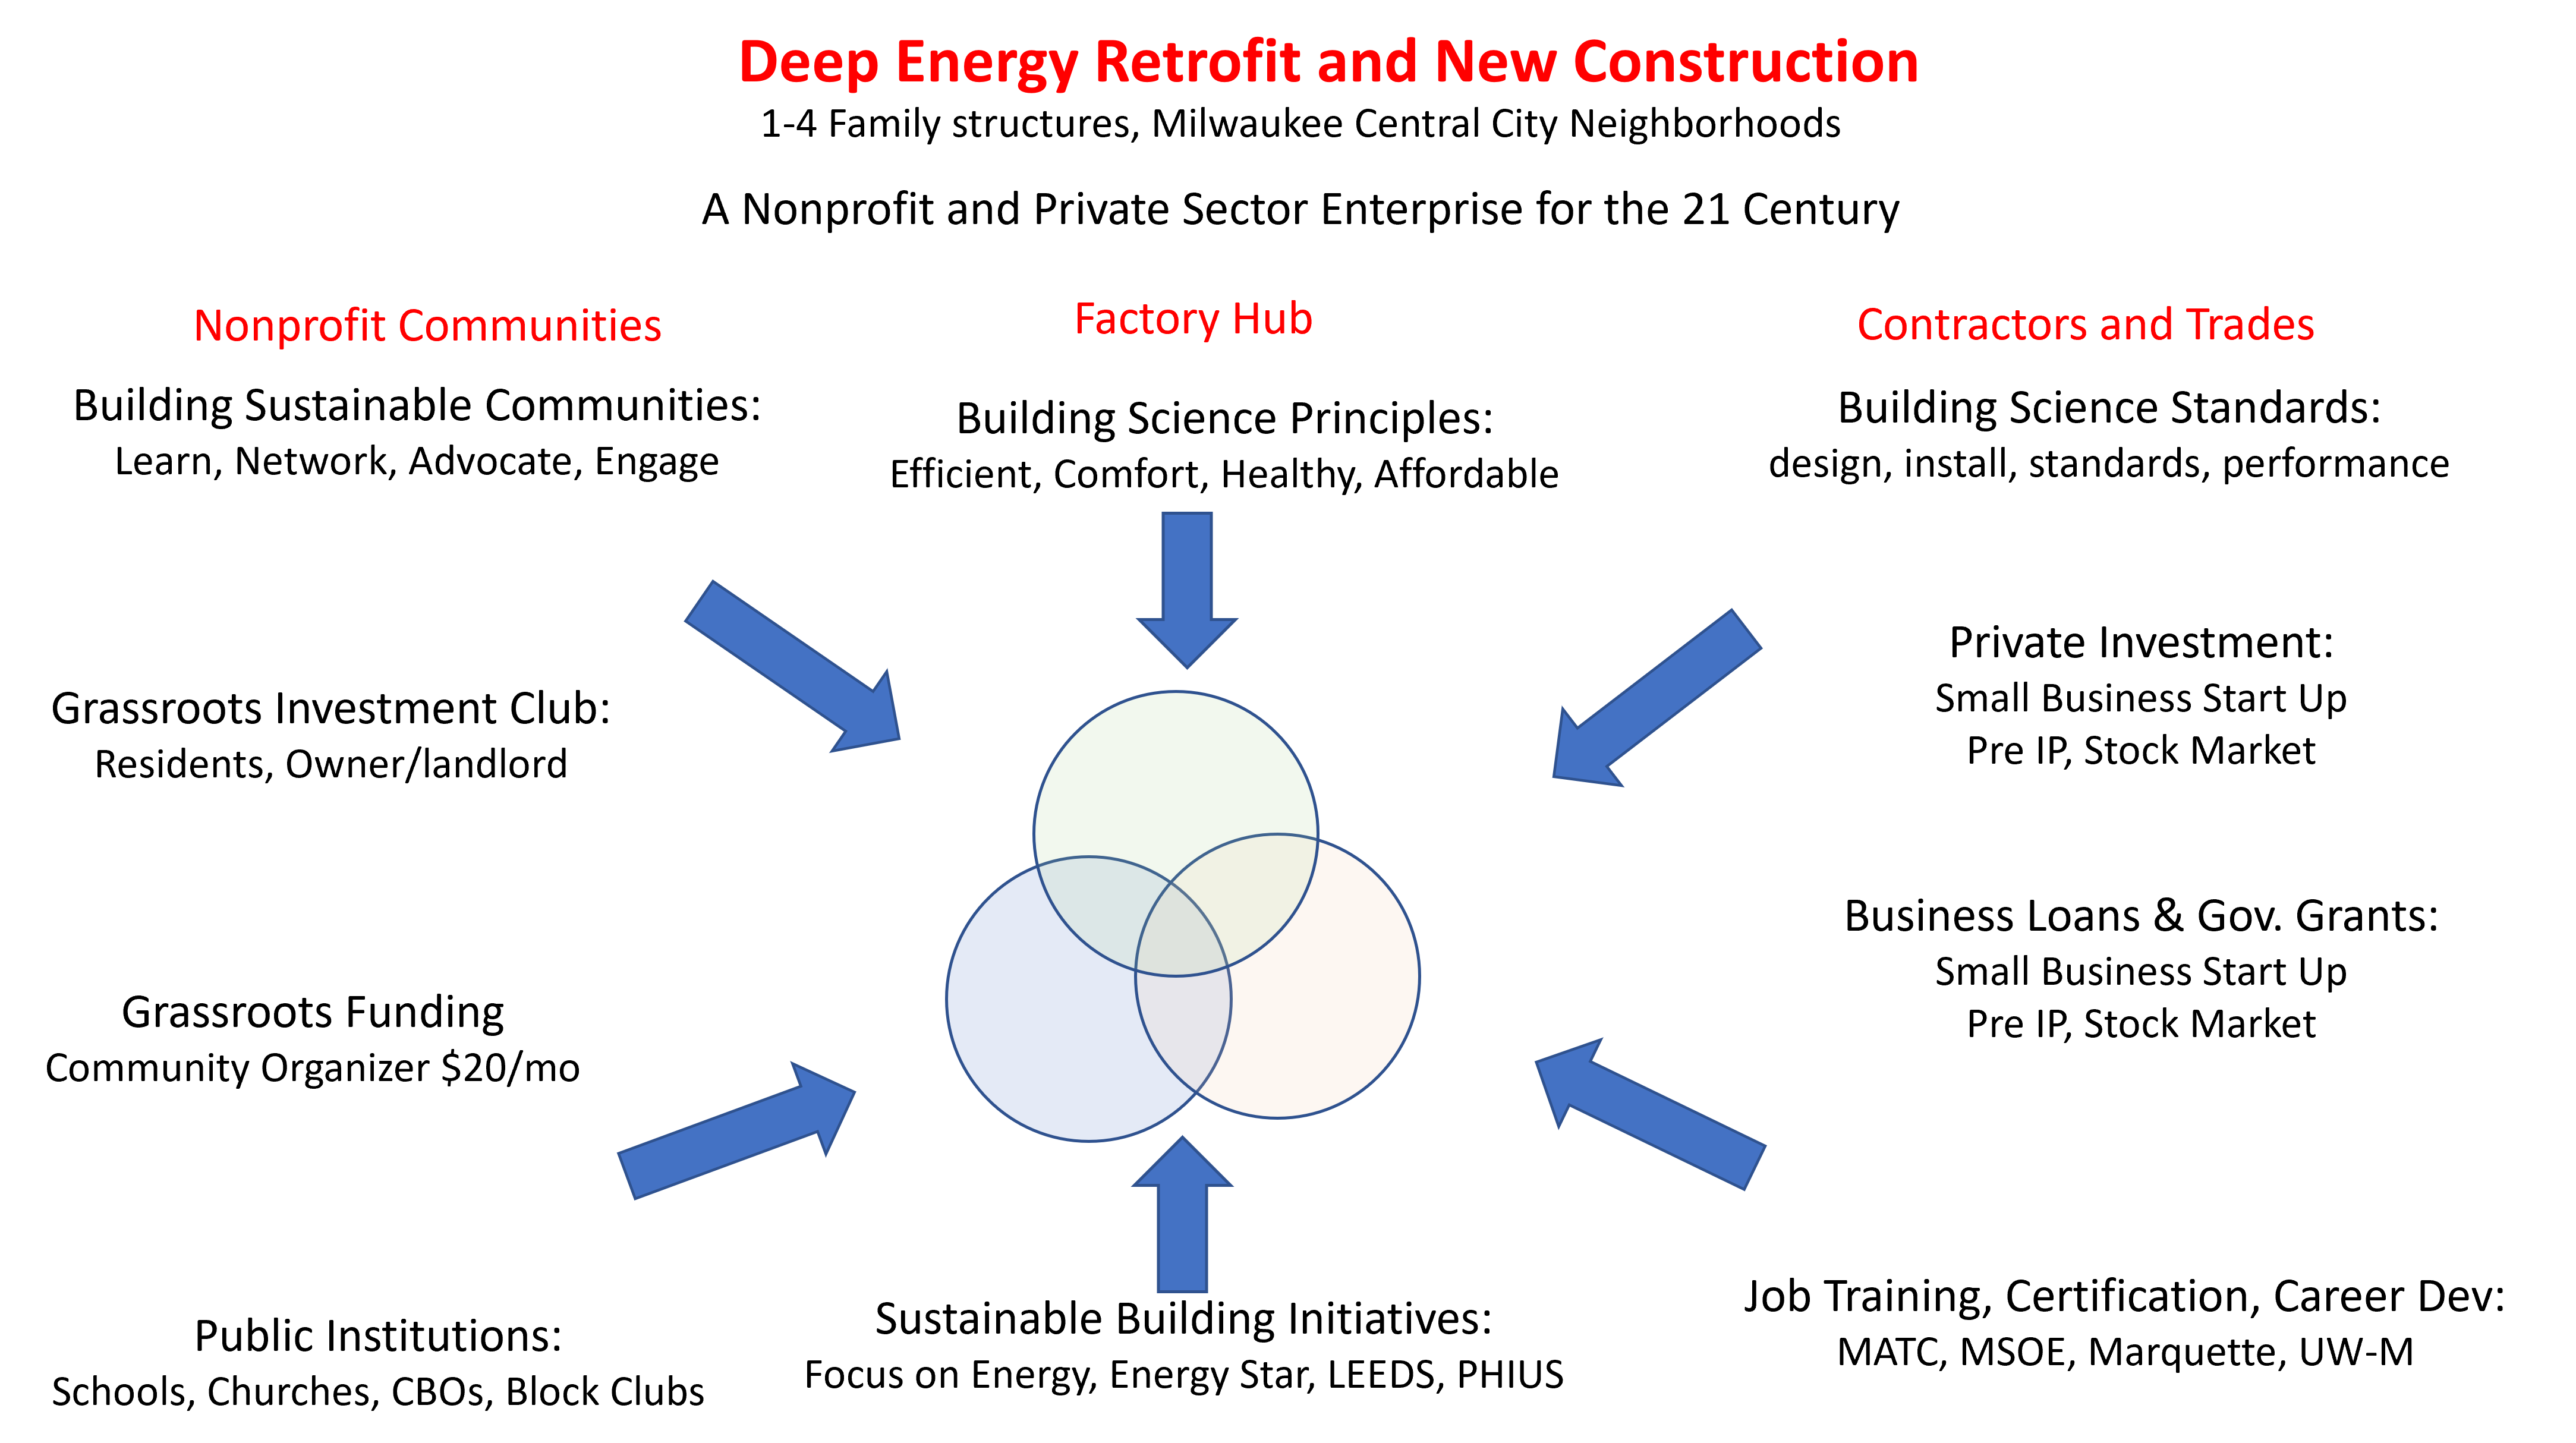 Deep Energy Retrofit and New Construction
1-4 Family structures, Milwaukee Central City Neighborhoods
A Nonprofit and Private Sector Enterprise for the 21 Century
Nonprofit Communities
Building Sustainable Communities:
Learn, Network, Advocate, Engage
Grassroots Investment Club:
Residents, Owner/landlord
Grassroots Funding
Community Organizer $20/mo
Public Institutions:
Schools, Churches, CBOs, Block Clubs
Factory Hub
Building Science Principles:
Efficient, Comfort, Healthy, Affordable
Sustainable Building Initiatives:
Focus on Energy, Energy Star, LEEDS, PHIUS
Contractors and Trades
Building Science Standards:
design, install, standards, performance
Private Investment:
Small Business Start Up
Pre IP, Stock Market
Business Loans & Gov. Grants:
Small Business Start Up
Pre IP, Stock Market
Job Training, Certification, Career Dev:
MATC, MSOE, Marquette, UW-M